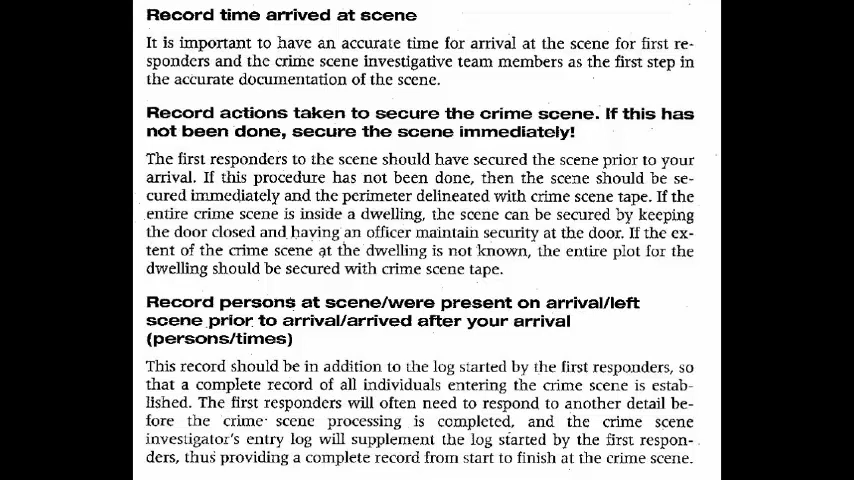 Record time arrived at scene
It is important to have an accurate time for arrival at the scene for first re-
sponders and the crime scene investigative team members as the first step in
the accurate documentation of the scene.
Record actions taken to secure the crime scene. If this has
not been done, secure the scene immediately!
The first responders to the scene should have secured the scene prior to your
arrival. If this procedure has not been done, then the scene should be se-
cured immediately and the perimeter delineated with crime scene tape. If the
entire crime scene is inside a dwelling, the scene can be secured by keeping
the door closed and having an officer maintain security at the door. If the ex-
tent of the crime scene at the dwelling is not known, the entire plot for the
dwelling should be secured with crime scene tape.
Record persons at scene/were present on arrival/left
scene prior to arrival/arrived after your arrival
(persons/times)
This record should be in addition to the log started by the first responders, so
that a complete record of all individuals entering the crime scene is estab-
lished. The first responders will often need to respond to another detail be-
fore the crime scene processing is completed, and the crime scene
investigator's entry log will supplement the log started by the first respon-
ders, thus providing a complete record from start to finish at the crime scene.